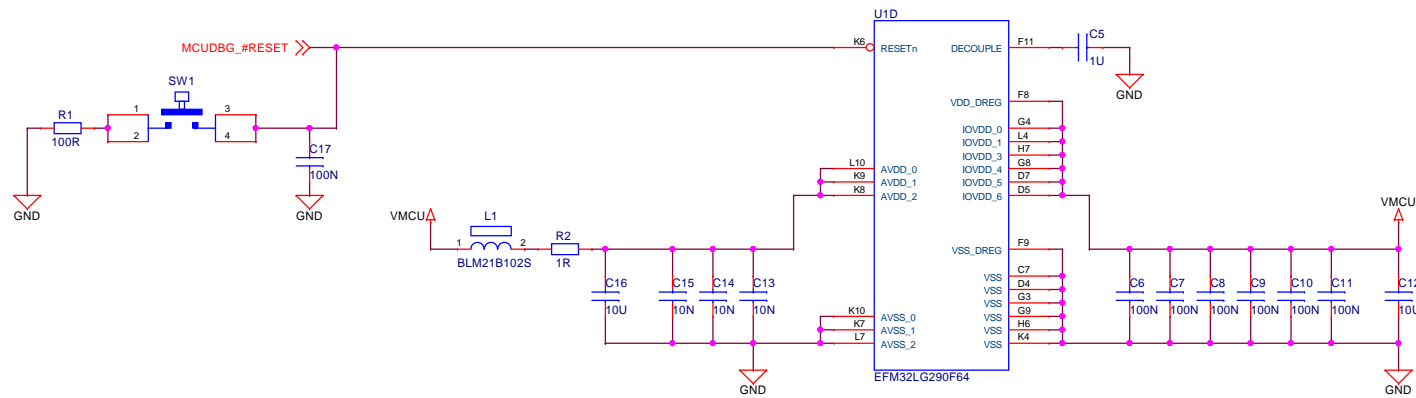 U1D
MCUDBG_#RESET
K6
RESETn
DECOUPLE
F11
C5
1U
GND
SW1
R1
100R
1
2
3
4
C17
100N
GND
GND
VDD_DREG
F8
IOVDD_0
G4
IOVDD_1
L4
IOVDD_3
H7
IOVDD_4
G8
IOVDD_5
D7
IOVDD_6
D5
L10
AVDD_0
K9
AVDD_1
K8
AVDD_2
VMCU
L1
1
2
BLM21B102S
R2
1R
C16
10U
C15
10N
C14
10N
C13
10N
VMCU
VSS_DREG
F9
VSS
C7
VSS
D4
VSS
G3
VSS
G9
VSS
H6
VSS
K4
K10
AVSS_0
K7
AVSS_1
L7
AVSS_2
C6
100N
C7
100N
C8
100N
C9
100N
C10
100N
C11
100N
C12
10U
GND
EFM32LG290F64
GND